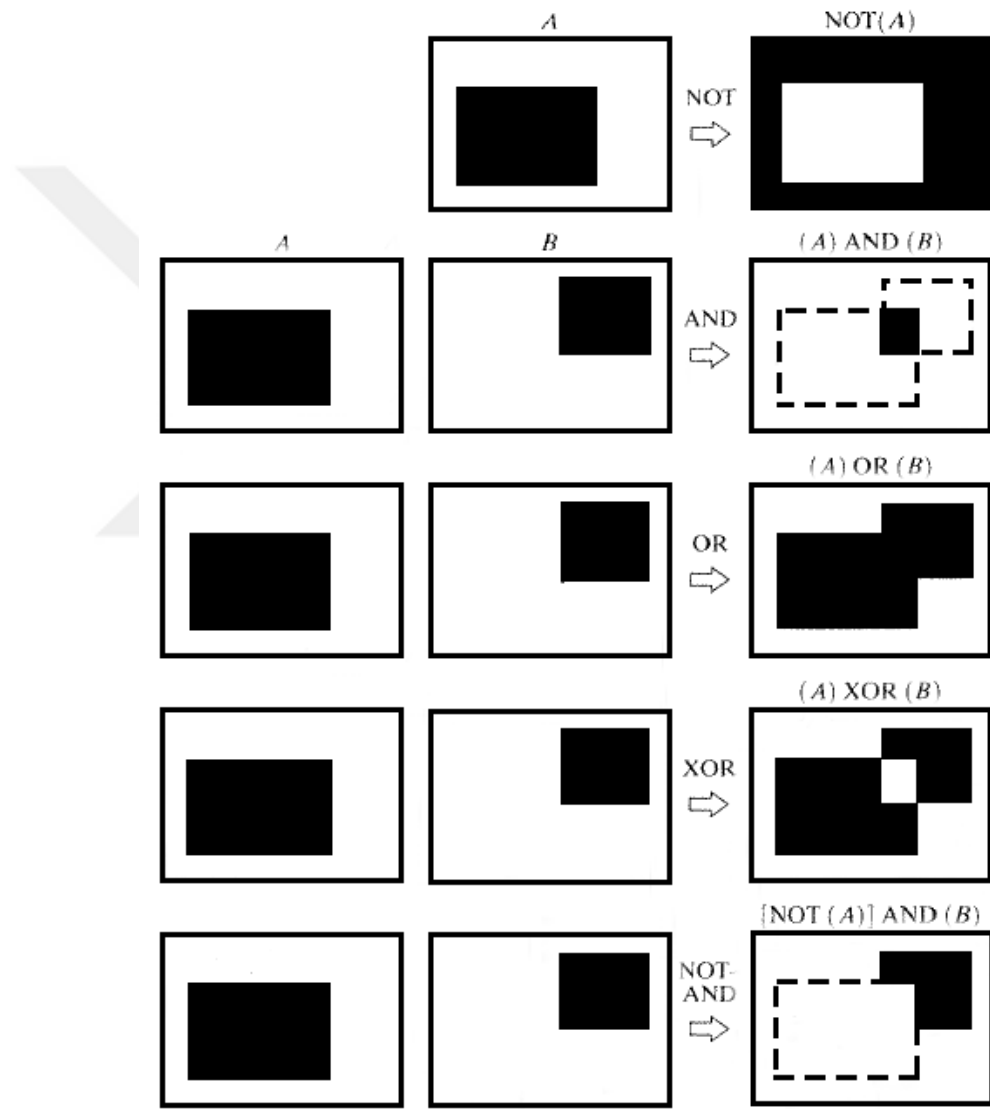 A
NOT(A)
NOT
A
B
(A) AND (B)
AND
(A) OR (B)
OR
(A) XOR (B)
XOR
[NOT (A)] AND (B)
NOT-
AND